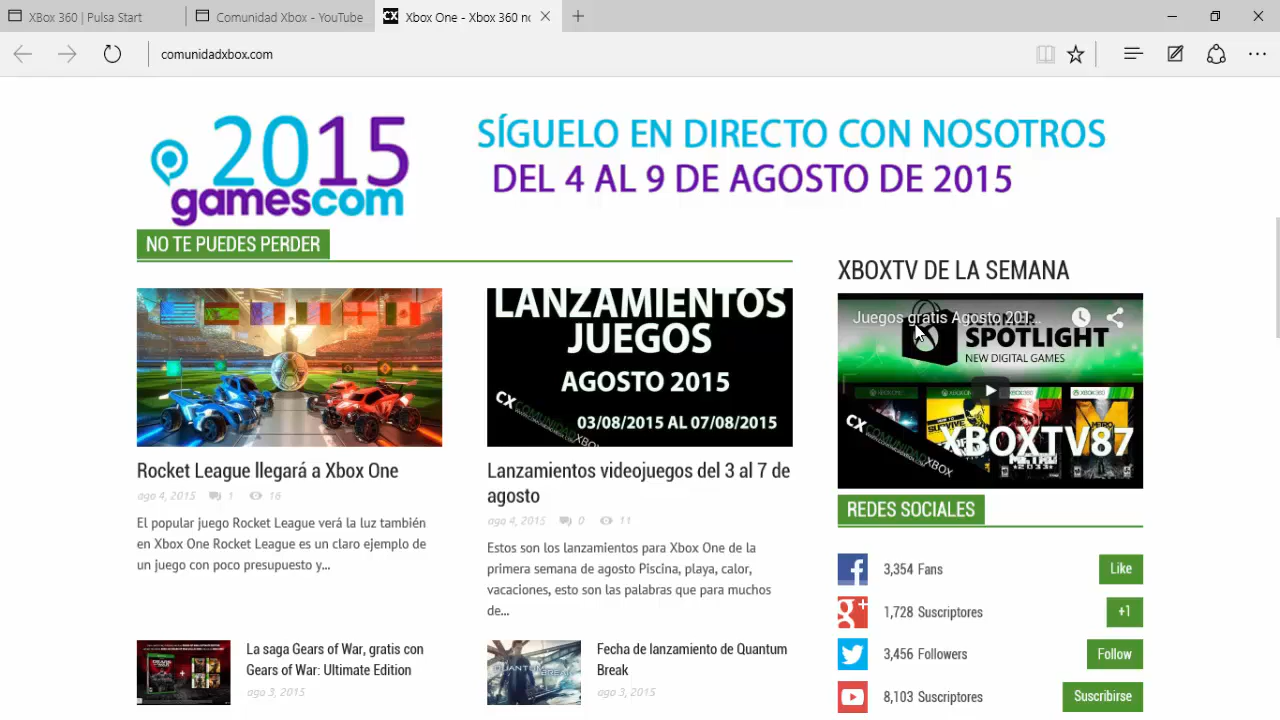 XBox 360 | Pulsa Start
Comunidad Xbox - YouTube
CX Xbox One - Xbox 360 no
comunidadxbox.com
2015
gamescom
SÍGUELO EN DIRECTO CON NOSOTROS
DEL 4 AL 9 DE AGOSTO DE 2015
NO TE PUEDES PERDER
LANZAMIENTOS
JUEGOS
AGOSTO 2015
03/08/2015 AL 07/08/2015
CX COMUNIDADXBOX
Rocket League llegará a Xbox One
ago 4, 2015 1 16
El popular juego Rocket League verá la luz también
en Xbox One Rocket League es un claro ejemplo de
un juego con poco presupuesto y...
Lanzamientos videojuegos del 3 al 7 de
agosto
ago 4, 2015 0 11
Estos son los lanzamientos para Xbox One de la
primera semana de agosto Piscina, playa, calor,
vacaciones, esto son las palabras que para muchos
de...
La saga Gears of War, gratis con
Gears of War: Ultimate Edition
ago 3, 2015
QUANTUM
Fecha de lanzamiento de Quantum
Break
ago 3, 2015
XBOXTV DE LA SEMANA
Juegos gratis Agosto 201...
SPOTLIGHT
NEW DIGITAL GAMES
METRO
2033
CX COMUNIDADXBOX
XBOXTV87
REDES SOCIALES
3,354 Fans
Like
1,728 Suscriptores
+1
3,456 Followers
Follow
8,103 Suscriptores
Suscribirse